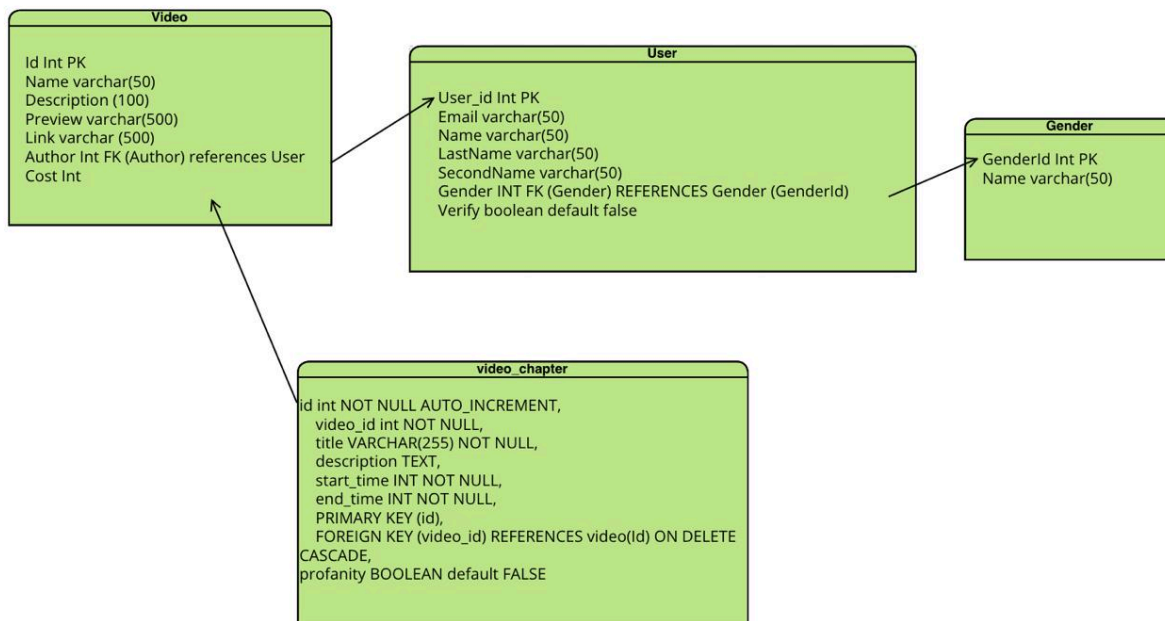 Video
Id Int PK
Name varchar(50)
Description (100)
Preview varchar(500)
Link varchar (500)
Author Int FK (Author) references User
Cost Int
User
User_id Int PK
Email varchar(50)
Name varchar(50)
LastName varchar(50)
SecondName varchar(50)
Gender INT FK (Gender) REFERENCES Gender (GenderId)
Verify boolean default false
Gender
GenderId Int PK
Name varchar(50)
video_chapter
id int NOT NULL AUTO_INCREMENT,
video_id int NOT NULL,
title VARCHAR(255) NOT NULL,
description TEXT,
start_time INT NOT NULL,
end_time INT NOT NULL,
PRIMARY KEY (id),
FOREIGN KEY (video_id) REFERENCES video(Id) ON DELETE
CASCADE,
profanity BOOLEAN default FALSE